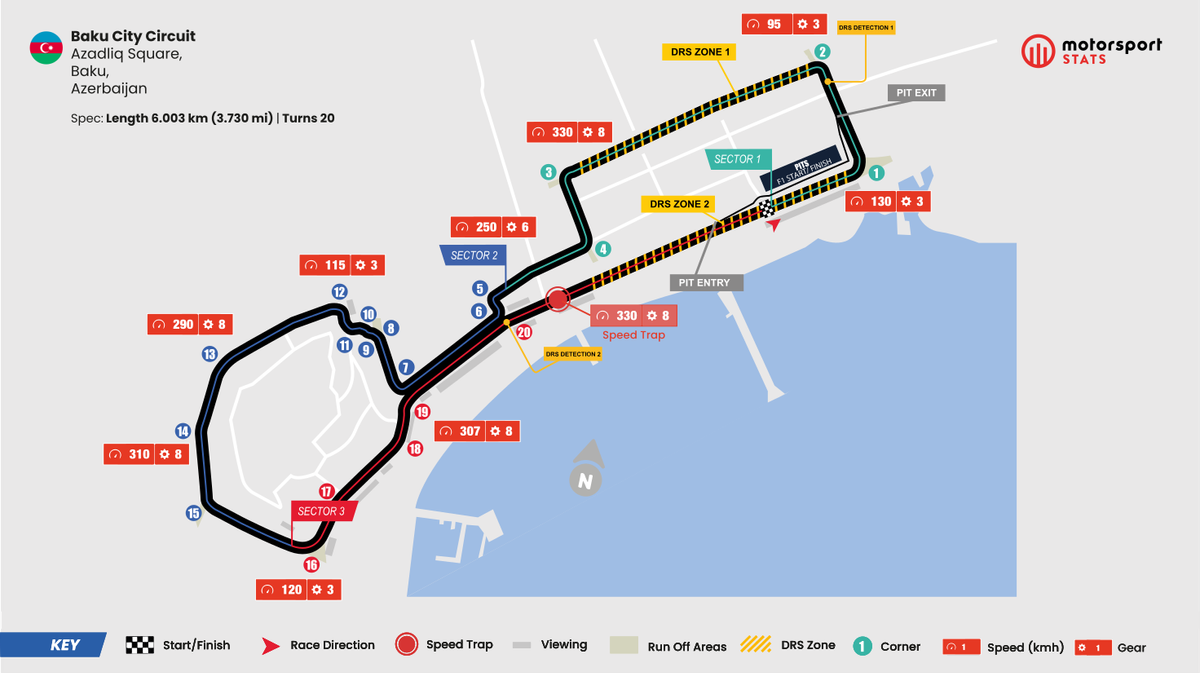 Baku City Circuit
Azadliq Square,
Baku,
Azerbaijan
Spec: Length 6.003 km (3.730 mi) | Turns 20
motorsport
STATS
95 3
DRS DETECTION 1
2
DRS ZONE 1
PIT EXIT
330 8
3
SECTOR 1
PITS
F1 START/FINISH
1
130 3
DRS ZONE 2
250 6
4
SECTOR 2
PIT ENTRY
115 3
5
6
12
10
8
11
9
7
290 8
13
330 8
Speed Trap
20
DRS DETECTION 2
19
307 8
18
14
310 8
N
17
SECTOR 3
15
16
120 3
KEY
Start/Finish
Race Direction
Speed Trap
Viewing
Run Off Areas
DRS Zone
1 Corner
1 Speed (kmh)
1 Gear